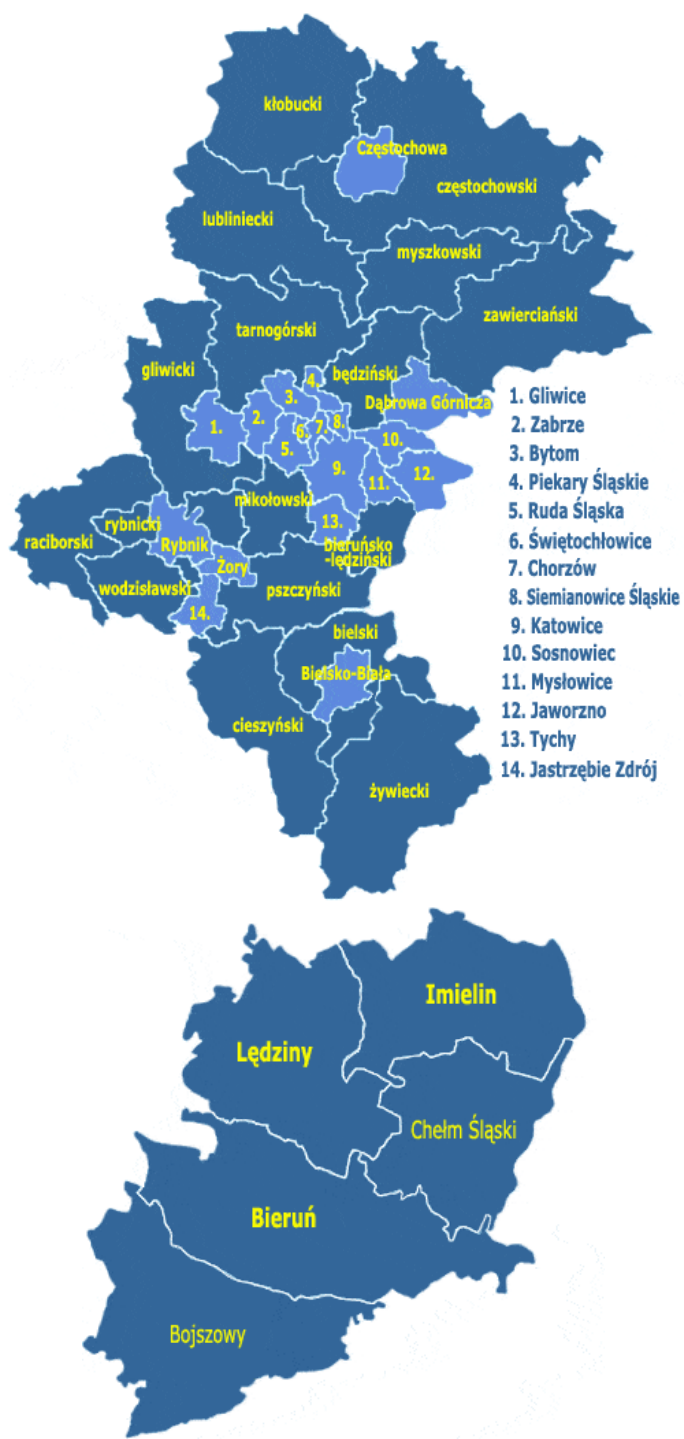 kłobucki
Częstochowa
częstochowski
lubliniecki
myszkowski
zawierciański
tarnogórski
gliwicki
będziński
Dąbrowa Górnicza
1.
2.
3.
4.
5.
6.
7.
8.
9.
10.
11.
12.
13.
14.
mikołowski
rybnicki
raciborski
Rybnik
Żory
bieruńsko
-lędziński
wodzisławski
pszczyński
bielski
Bielsko-Biała
cieszyński
żywiecki
1. Gliwice
2. Zabrze
3. Bytom
4. Piekary Śląskie
5. Ruda Śląska
6. Świętochłowice
7. Chorzów
8. Siemianowice Śląskie
9. Katowice
10. Sosnowiec
11. Mysłowice
12. Jaworzno
13. Tychy
14. Jastrzębie Zdrój
Imielin
Lędziny
Chełm Śląski
Bieruń
Bojszowy